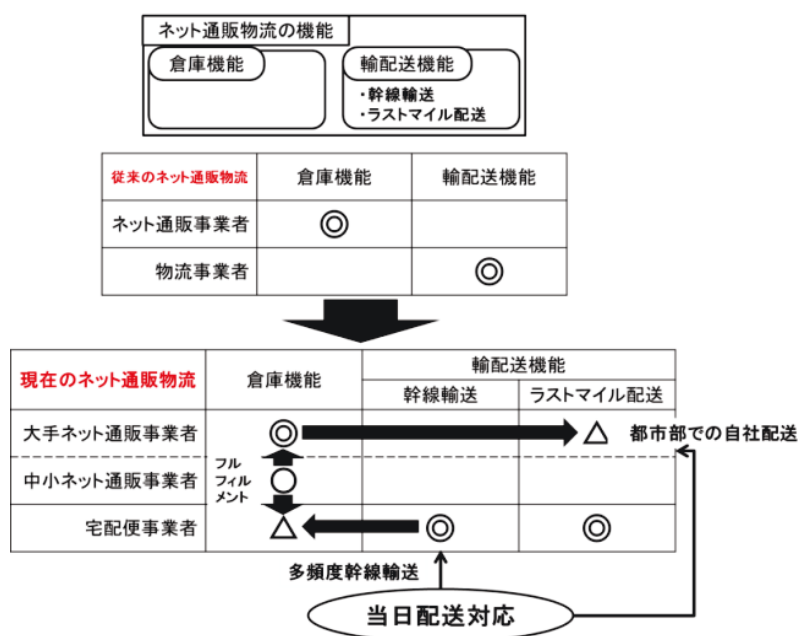 ネット通販物流の機能
倉庫機能
輸配送機能
・幹線輸送
・ラストマイル配送
従来のネット通販物流 倉庫機能 輸配送機能
ネット通販事業者 ◎
物流事業者 ◎
現在のネット通販物流 倉庫機能 輸配送機能
幹線輸送 ラストマイル配送
大手ネット通販事業者 ◎ △ 都市部での自社配送
フル
フィル
メント
中小ネット通販事業者 ○
宅配便事業者 △ ◎ ◎
多頻度幹線輸送
当日配送対応